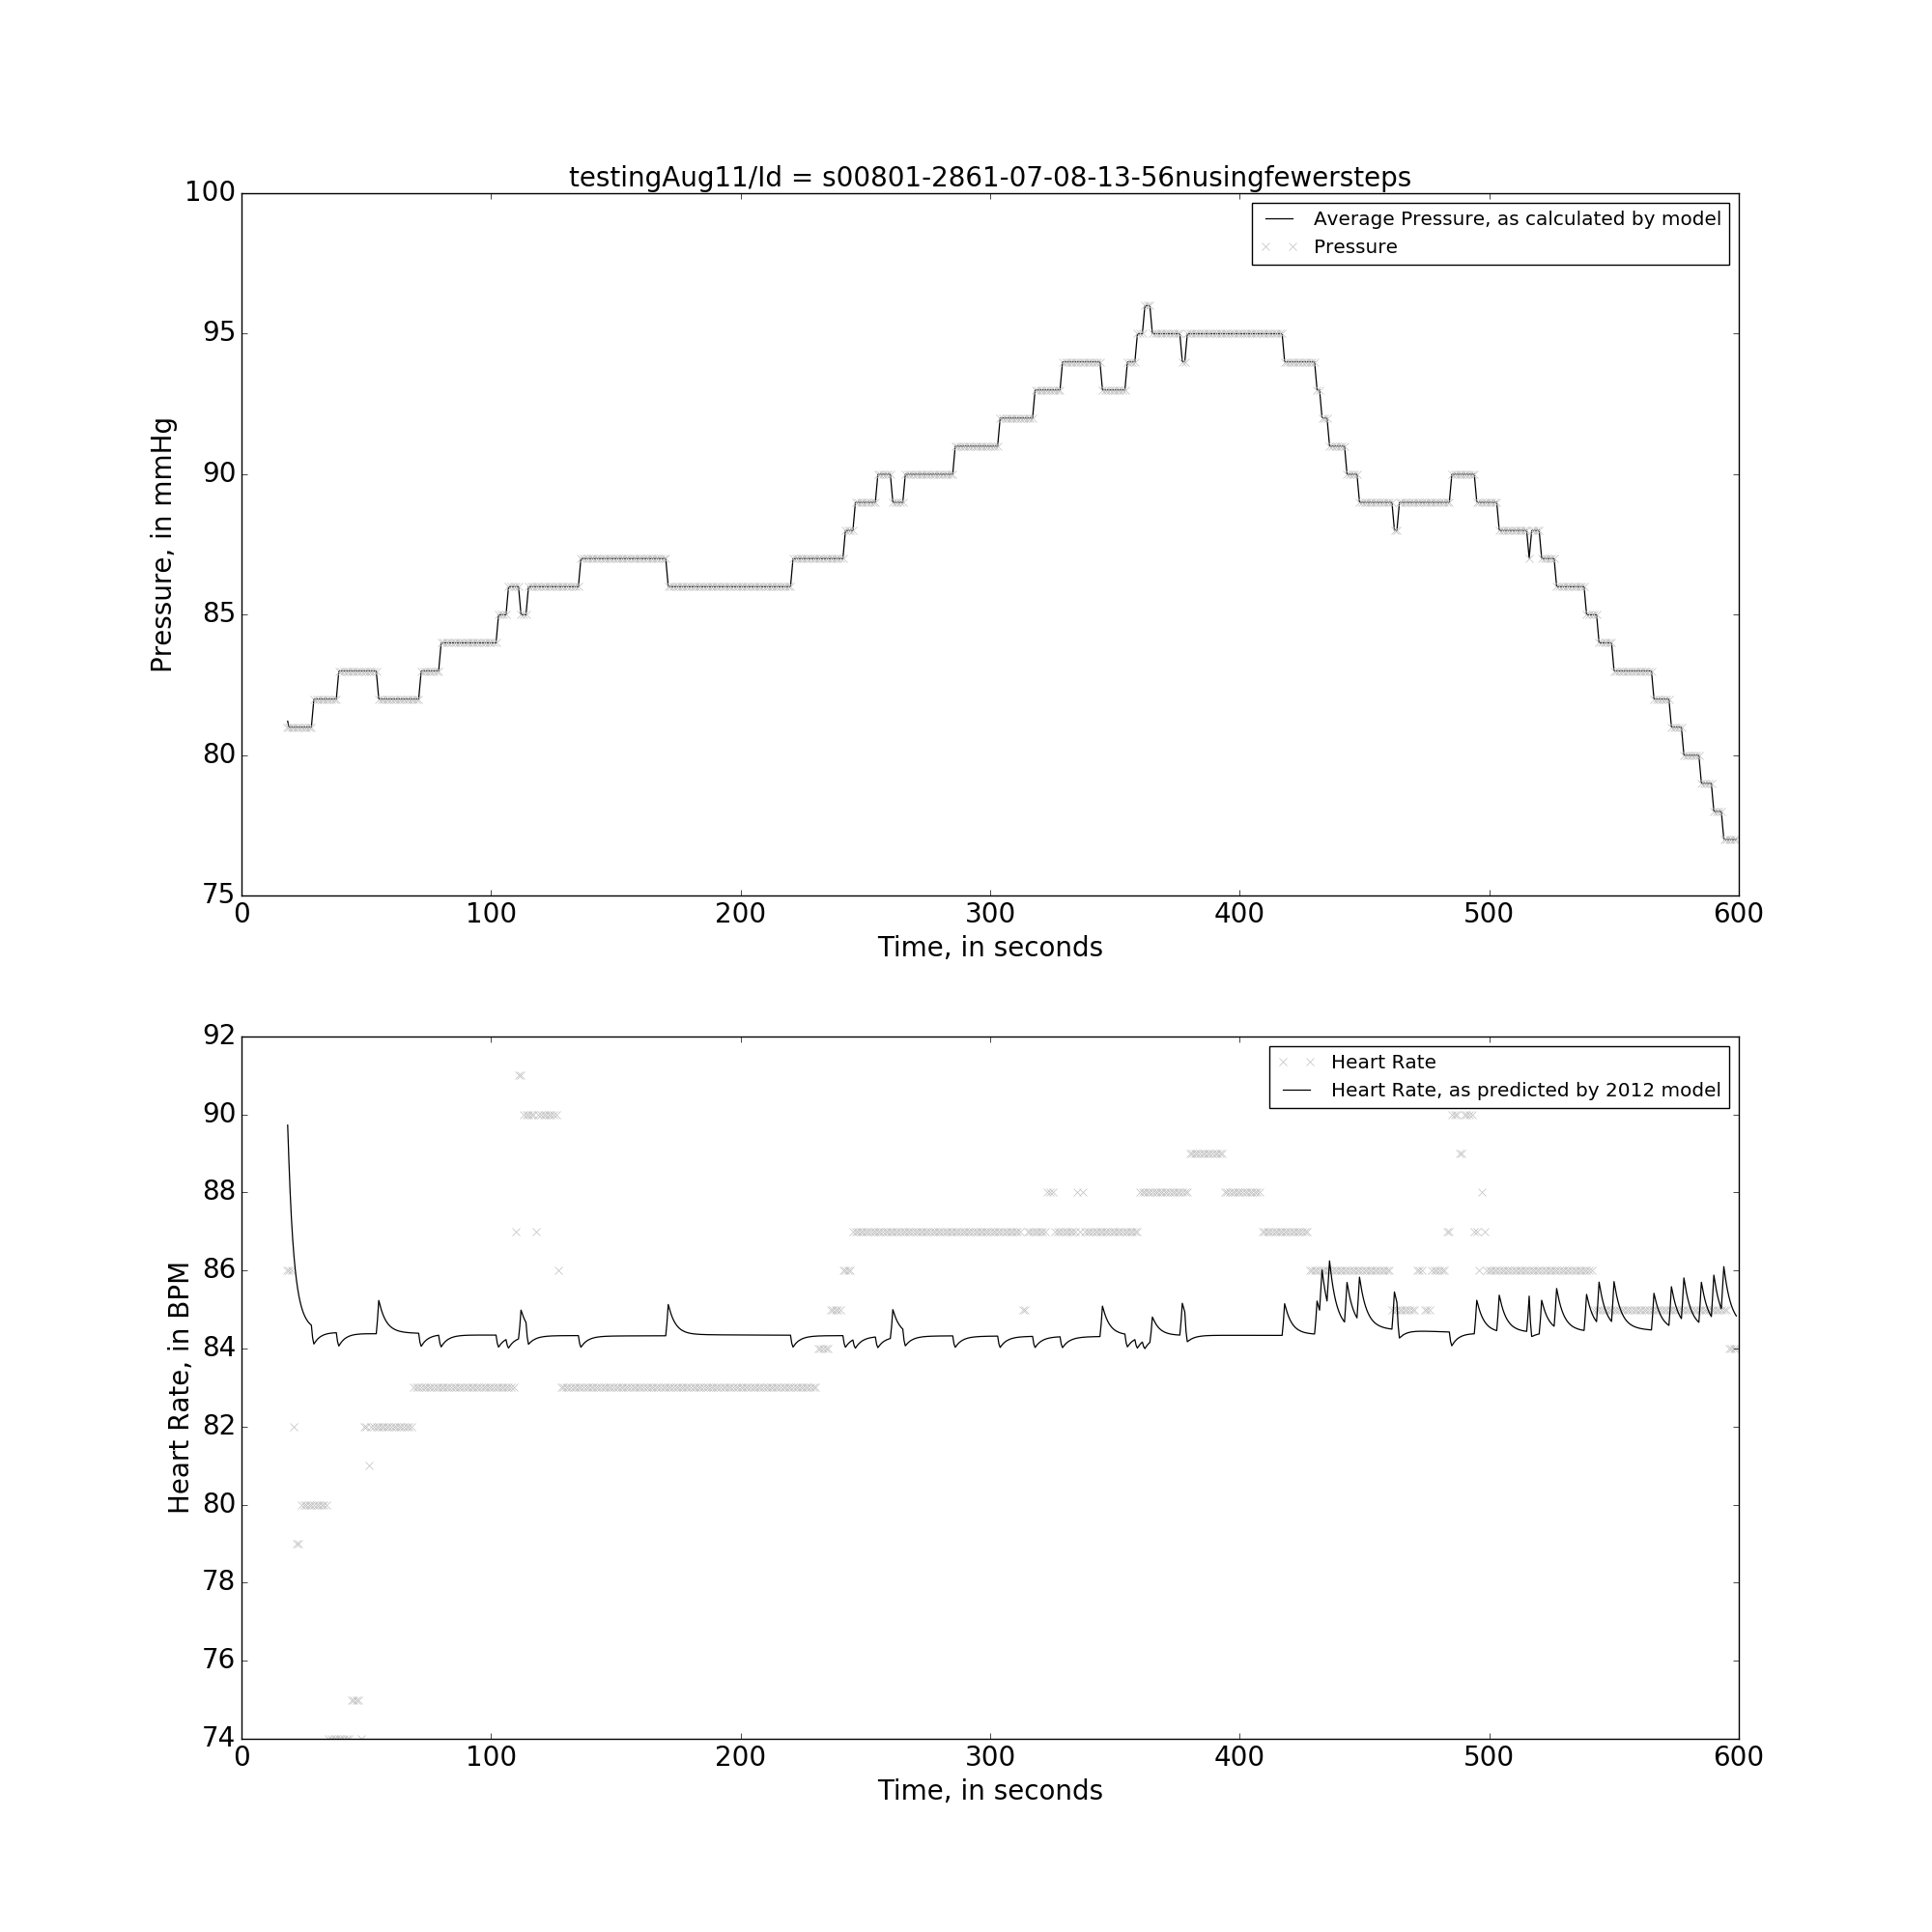 testingAug11/Id = s00801-2861-07-08-13-56nusingfewersteps
100
95
90
85
80
75
Pressure, in mmHg
Average Pressure, as calculated by model
Pressure
0 100 200 300 400 500 600
Time, in seconds
92
90
88
86
84
82
80
78
76
74
Heart Rate, in BPM
Heart Rate
Heart Rate, as predicted by 2012 model
0 100 200 300 400 500 600
Time, in seconds